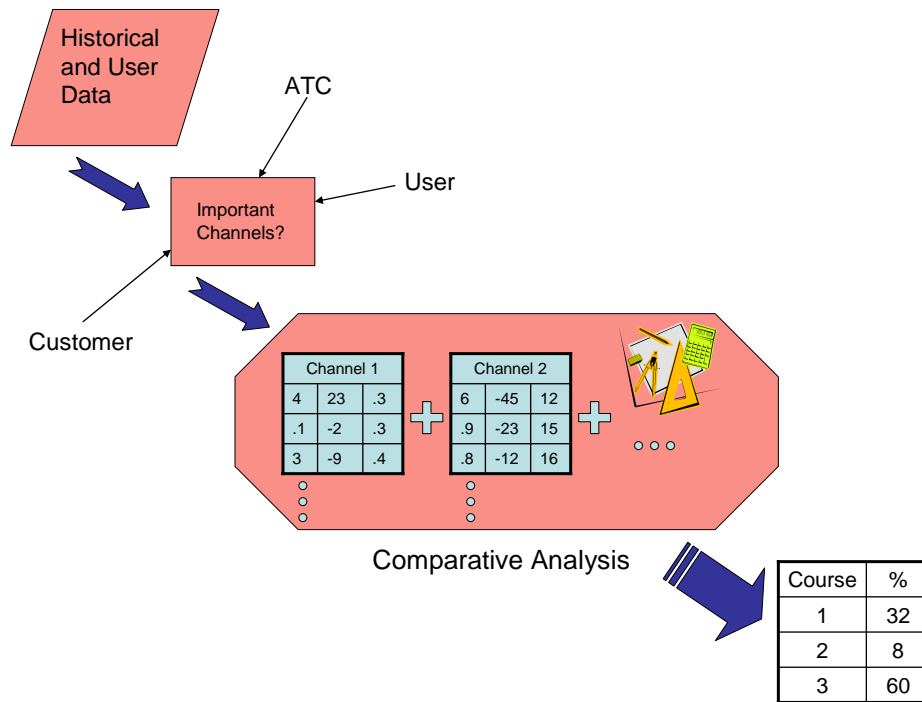 Historical
and User
Data
ATC
User
Important
Channels?
Customer
Channel 1
4 23 .3
.1 -2 .3
3 -9 .4
Channel 2
6 -45 12
.9 -23 15
.8 -12 16
Comparative Analysis
Course %
1 32
2 8
3 60